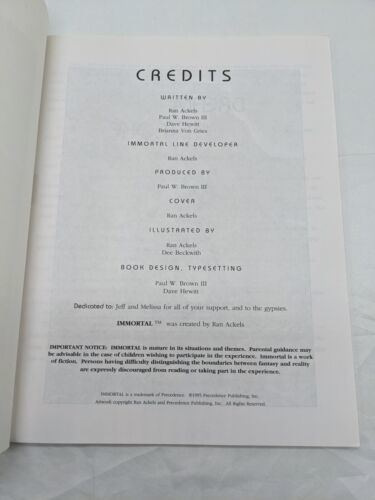 CREDITS
WRITTEN BY
Ran Ackels
Paul W. Brown III
Dave Hewitt
Brianna Von Gries
IMMORTAL LINE DEVELOPER
Ran Ackels
PRODUCED BY
Paul W. Brown III
COVER
Ran Ackels
ILLUSTRATED BY
Ran Ackels
Dee Beckwith
BOOK DESIGN, TYPESETTING
Paul W. Brown III
Dave Hewitt
Dedicated to: Jeff and Melissa for all of your support, and to the gypsies.
IMMORTAL™ was created by Ran Ackels
IMPORTANT NOTICE: IMMORTAL is mature in its situations and themes. Parental guidance may
be advisable in the case of children wishing to participate in the experience. Immortal is a work
of fiction. Persons having difficulty distinguishing the boundaries between fantasy and reality
are expressly discouraged from reading or taking part in the experience.
IMMORTAL is a trademark of Precedence. ©1995 Precedence Publishing, Inc.
Artwork copyright Ran Ackels and Precedence Publishing, Inc. All Rights Reserved.